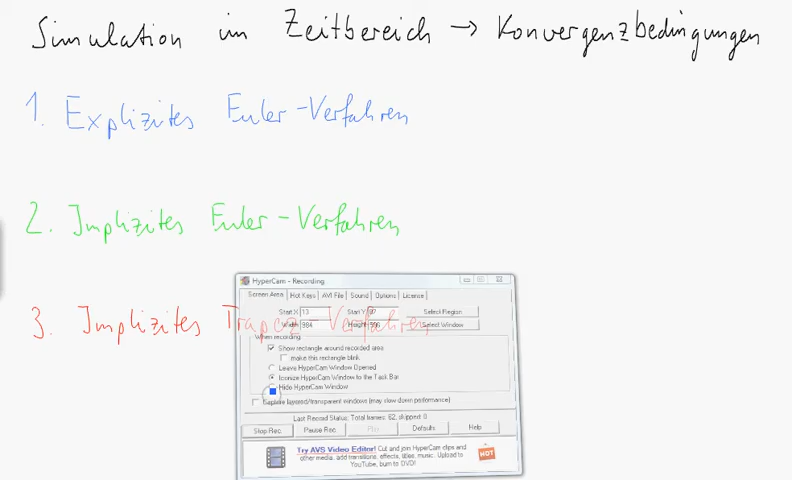 Simulation im Zeitbereich → Konvergenzbedingungen
1. Explizites Euler-Verfahren
2. Implizites Euler-Verfahren
HyperCam - Recording
Screen Area Hot Keys AVI File Sound Options License
3. Implizites Trapez-Verfahren
Start X 13 Start Y 97 Select Region
Width 984 Height Select Window
When recording
Show rectangle around recorded area
make this rectangle blink
Leave HyperCam Window Opened
Iconize HyperCam Window to the Task Bar
Hide HyperCam Window
Capture layered/transparent windows (may slow down performance)
Last Record Status: Total frames: 62, skipped: 0
Stop Rec. Pause Rec. Play Defaults Help
Try AVS Video Editor! Cut and join HyperCam clips and
other media, add transitions, effects, titles, music. Upload to
YouTube, burn to DVD!
HOT